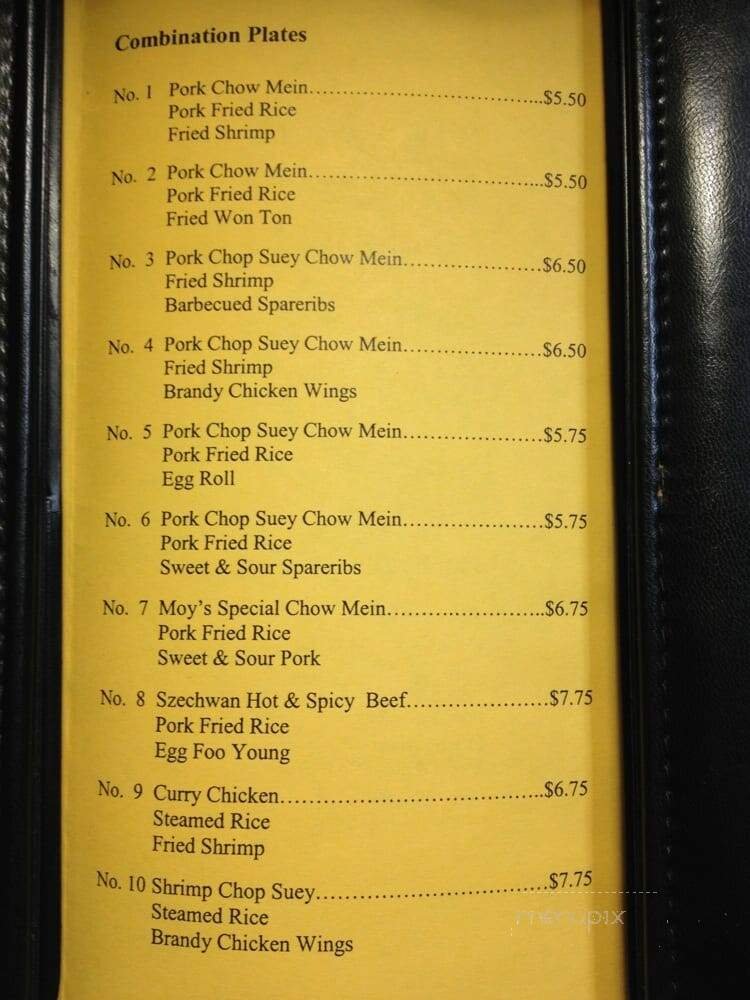 Combination Plates
No. 1 Pork Chow Mein..............................................$5.50
Pork Fried Rice
Fried Shrimp
No. 2 Pork Chow Mein..............................................$5.50
Pork Fried Rice
Fried Won Ton
No. 3 Pork Chop Suey Chow Mein........................$6.50
Fried Shrimp
Barbecued Spareribs
No. 4 Pork Chop Suey Chow Mein........................$6.50
Fried Shrimp
Brandy Chicken Wings
No. 5 Pork Chop Suey Chow Mein........................$5.75
Pork Fried Rice
Egg Roll
No. 6 Pork Chop Suey Chow Mein........................$5.75
Pork Fried Rice
Sweet & Sour Spareribs
No. 7 Moy's Special Chow Mein...........................$6.75
Pork Fried Rice
Sweet & Sour Pork
No. 8 Szechwan Hot & Spicy Beef........................$7.75
Pork Fried Rice
Egg Foo Young
No. 9 Curry Chicken..............................................$6.75
Steamed Rice
Fried Shrimp
No. 10 Shrimp Chop Suey........................................$7.75
Steamed Rice
menupix
Brandy Chicken Wings